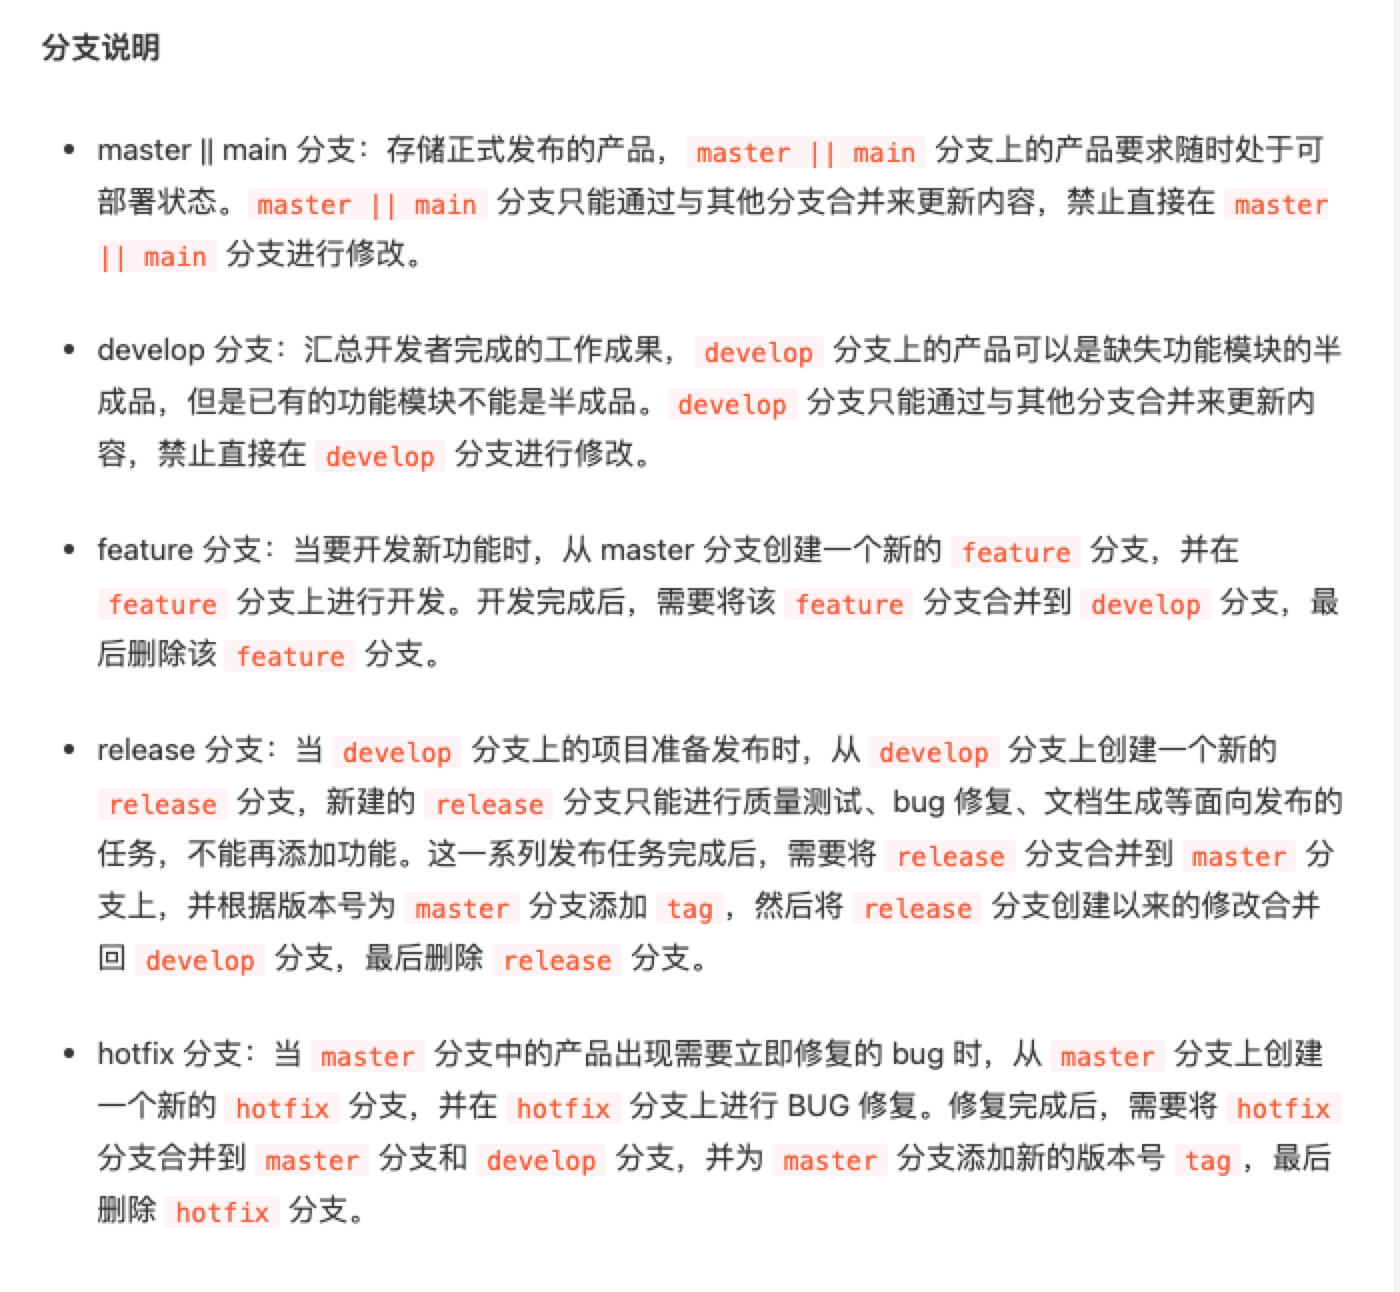 分支说明
• master || main 分支：存储正式发布的产品， master || main 分支上的产品要求随时处于可
部署状态。 master || main 分支只能通过与其他分支合并来更新内容，禁止直接在 master
|| main 分支进行修改。
• develop 分支：汇总开发者完成的工作成果， develop 分支上的产品可以是缺失功能模块的半
成品，但是已有的功能模块不能是半成品。 develop 分支只能通过与其他分支合并来更新内
容，禁止直接在 develop 分支进行修改。
• feature 分支：当要开发新功能时，从 master 分支创建一个新的 feature 分支，并在
feature 分支上进行开发。开发完成后，需要将该 feature 分支合并到 develop 分支，最
后删除该 feature 分支。
• release 分支：当 develop 分支上的项目准备发布时，从 develop 分支上创建一个新的
release 分支，新建的 release 分支只能进行质量测试、bug 修复、文档生成等面向发布的
任务，不能再添加功能。这一系列发布任务完成后，需要将 release 分支合并到 master 分
支上，并根据版本号为 master 分支添加 tag ，然后将 release 分支创建以来的修改合并
回 develop 分支，最后删除 release 分支。
• hotfix 分支：当 master 分支中的产品出现需要立即修复的 bug 时，从 master 分支上创建
一个新的 hotfix 分支，并在 hotfix 分支上进行 BUG 修复。修复完成后，需要将 hotfix
分支合并到 master 分支和 develop 分支，并为 master 分支添加新的版本号 tag ，最后
删除 hotfix 分支。